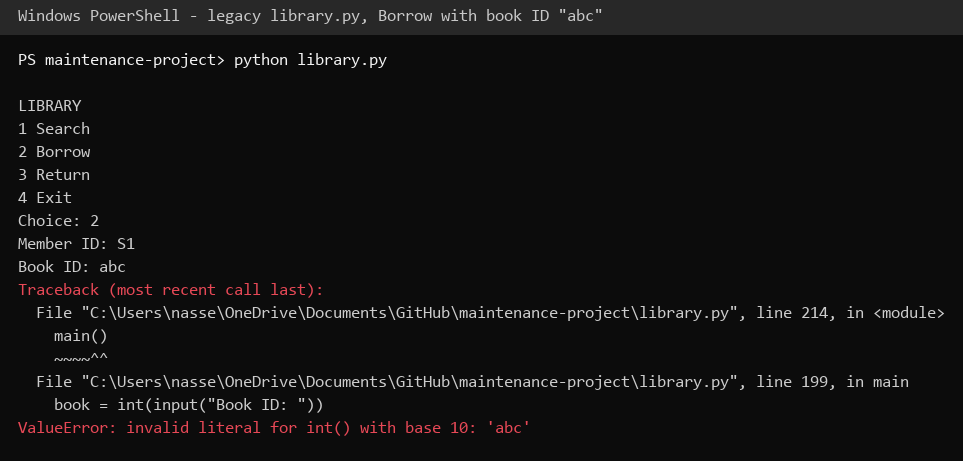 Windows PowerShell - legacy library.py, Borrow with book ID "abc"
PS maintenance-project> python library.py
LIBRARY
1 Search
2 Borrow
3 Return
4 Exit
Choice: 2
Member ID: S1
Book ID: abc
Traceback (most recent call last):
  File "C:\Users\nasse\OneDrive\Documents\GitHub\maintenance-project\library.py", line 214, in <module>
    main()
    ~~~~^^
  File "C:\Users\nasse\OneDrive\Documents\GitHub\maintenance-project\library.py", line 199, in main
    book = int(input("Book ID: "))
ValueError: invalid literal for int() with base 10: 'abc'